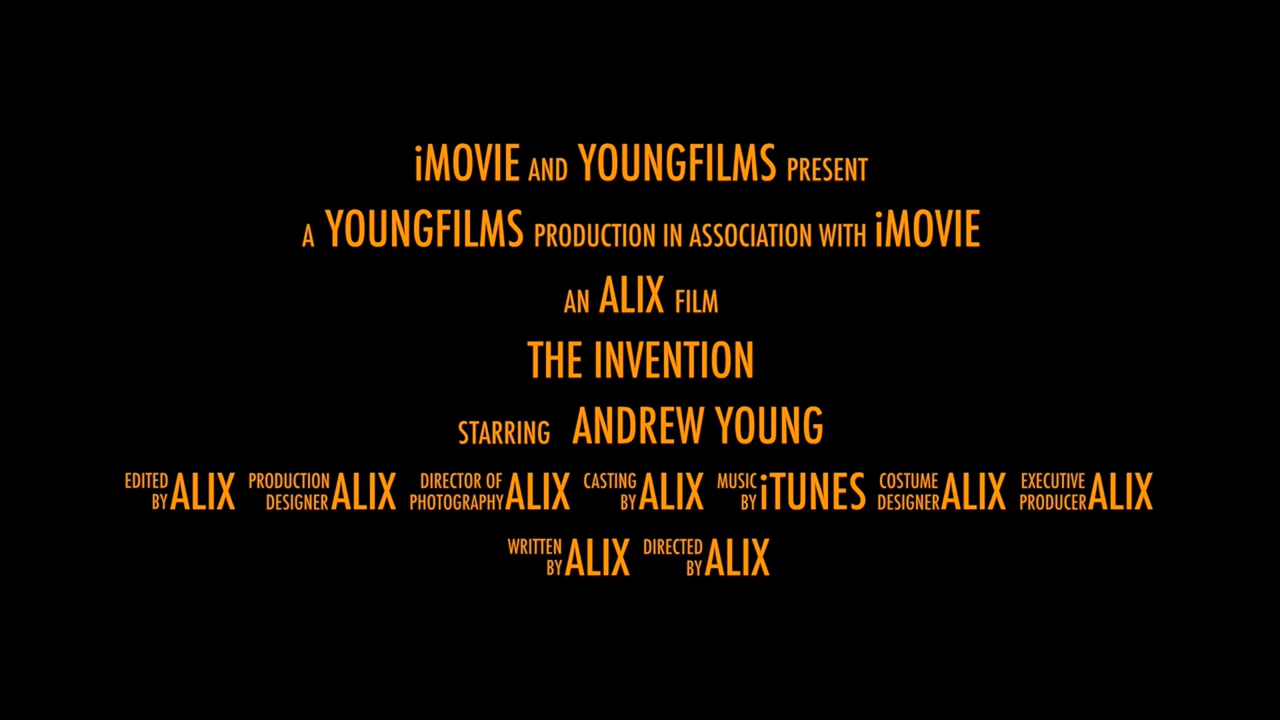 iMOVIE AND YOUNGFILMS PRESENT
A YOUNGFILMS PRODUCTION IN ASSOCIATION WITH iMOVIE
AN ALIX FILM
THE INVENTION
STARRING ANDREW YOUNG
EDITED BY ALIX PRODUCTION DESIGNER ALIX DIRECTOR OF PHOTOGRAPHY ALIX CASTING BY ALIX MUSIC BY iTUNES COSTUME DESIGNER ALIX EXECUTIVE PRODUCER ALIX
WRITTEN BY ALIX DIRECTED BY ALIX